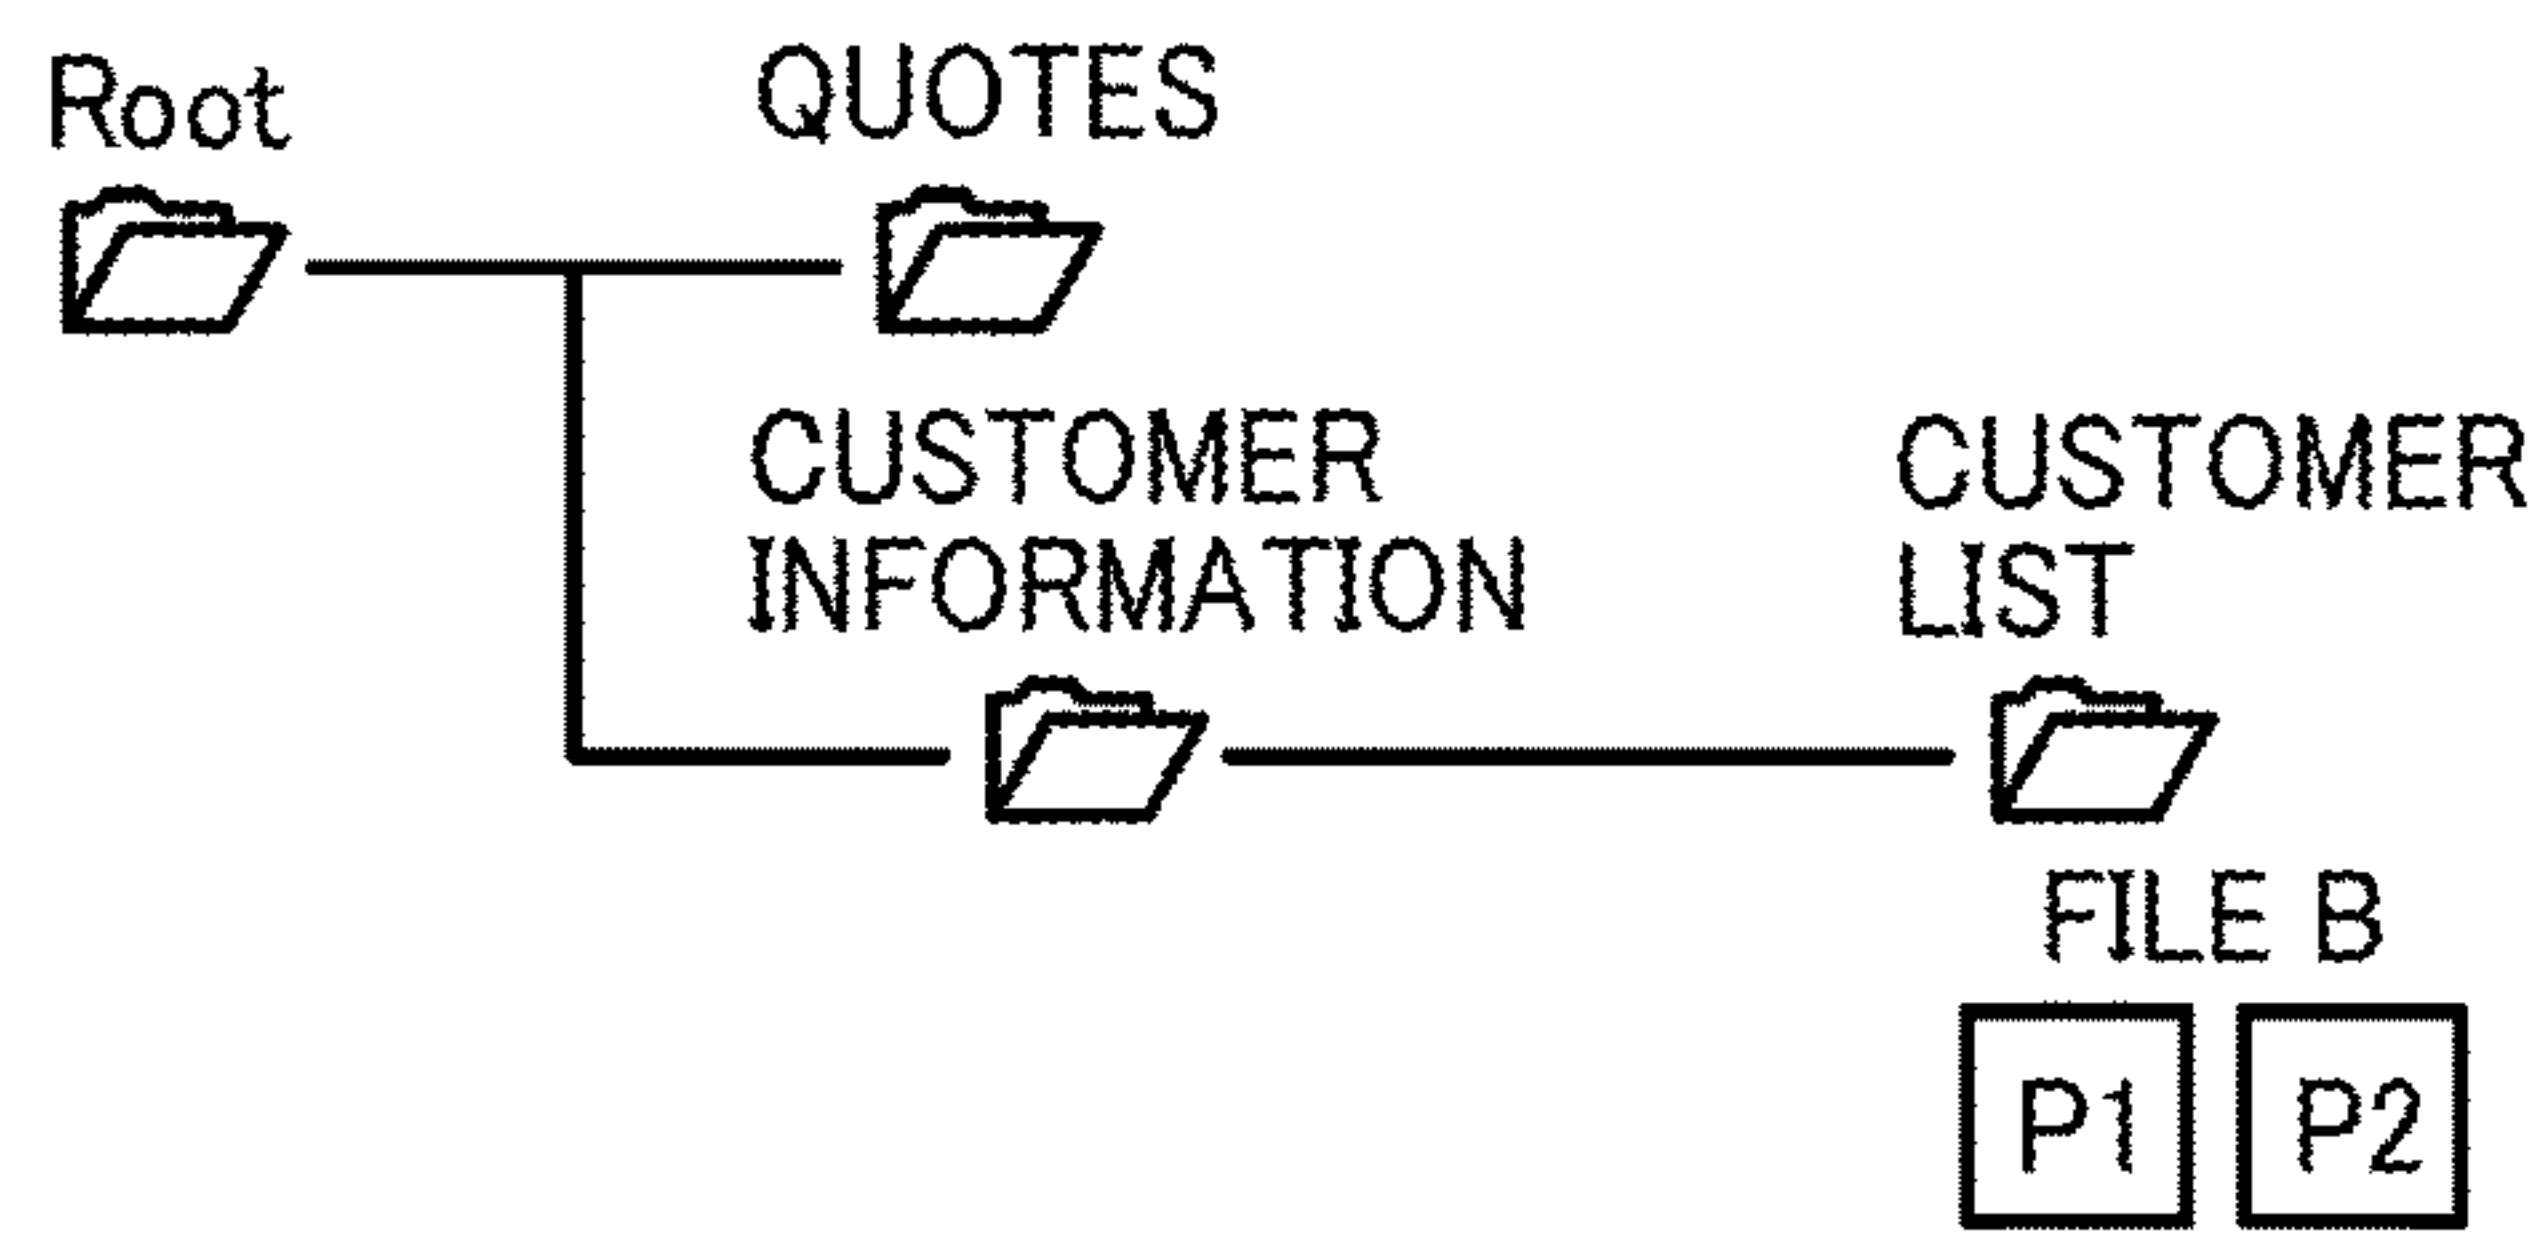 Root
QUOTES
CUSTOMER
INFORMATION
CUSTOMER
LIST
FILE B
P1
P2